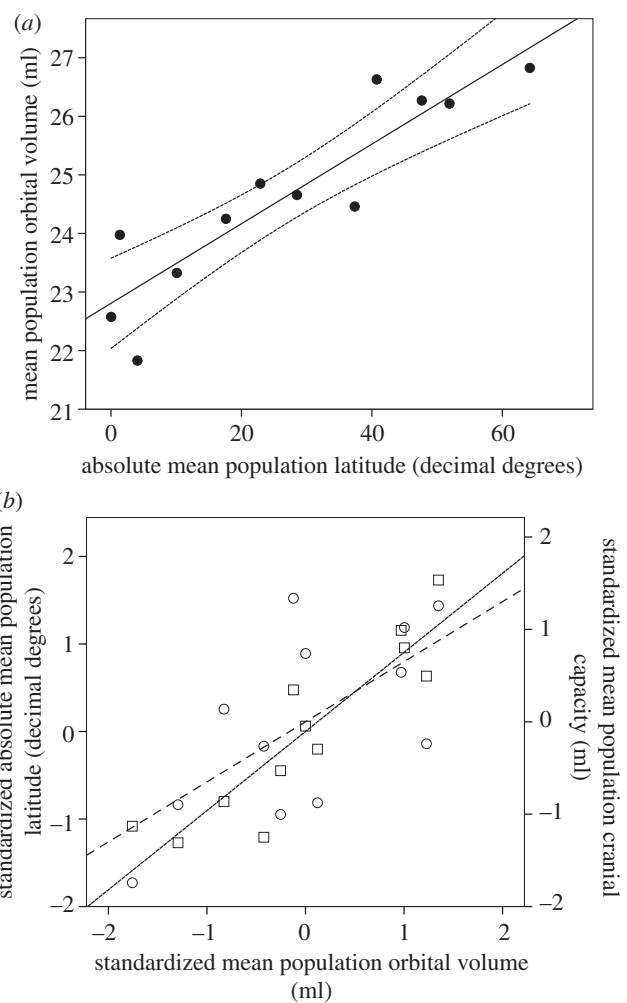 (a)
mean population orbital volume (ml)
27
26
25
24
23
22
21
0
20
40
60
absolute mean population latitude (decimal degrees)
(b)
standardized absolute mean population
latitude (decimal degrees)
2
1
0
–1
–2
2
1
0
–1
–2
standardized mean population cranial
capacity (ml)
–2
–1
0
1
2
standardized mean population orbital volume
(ml)